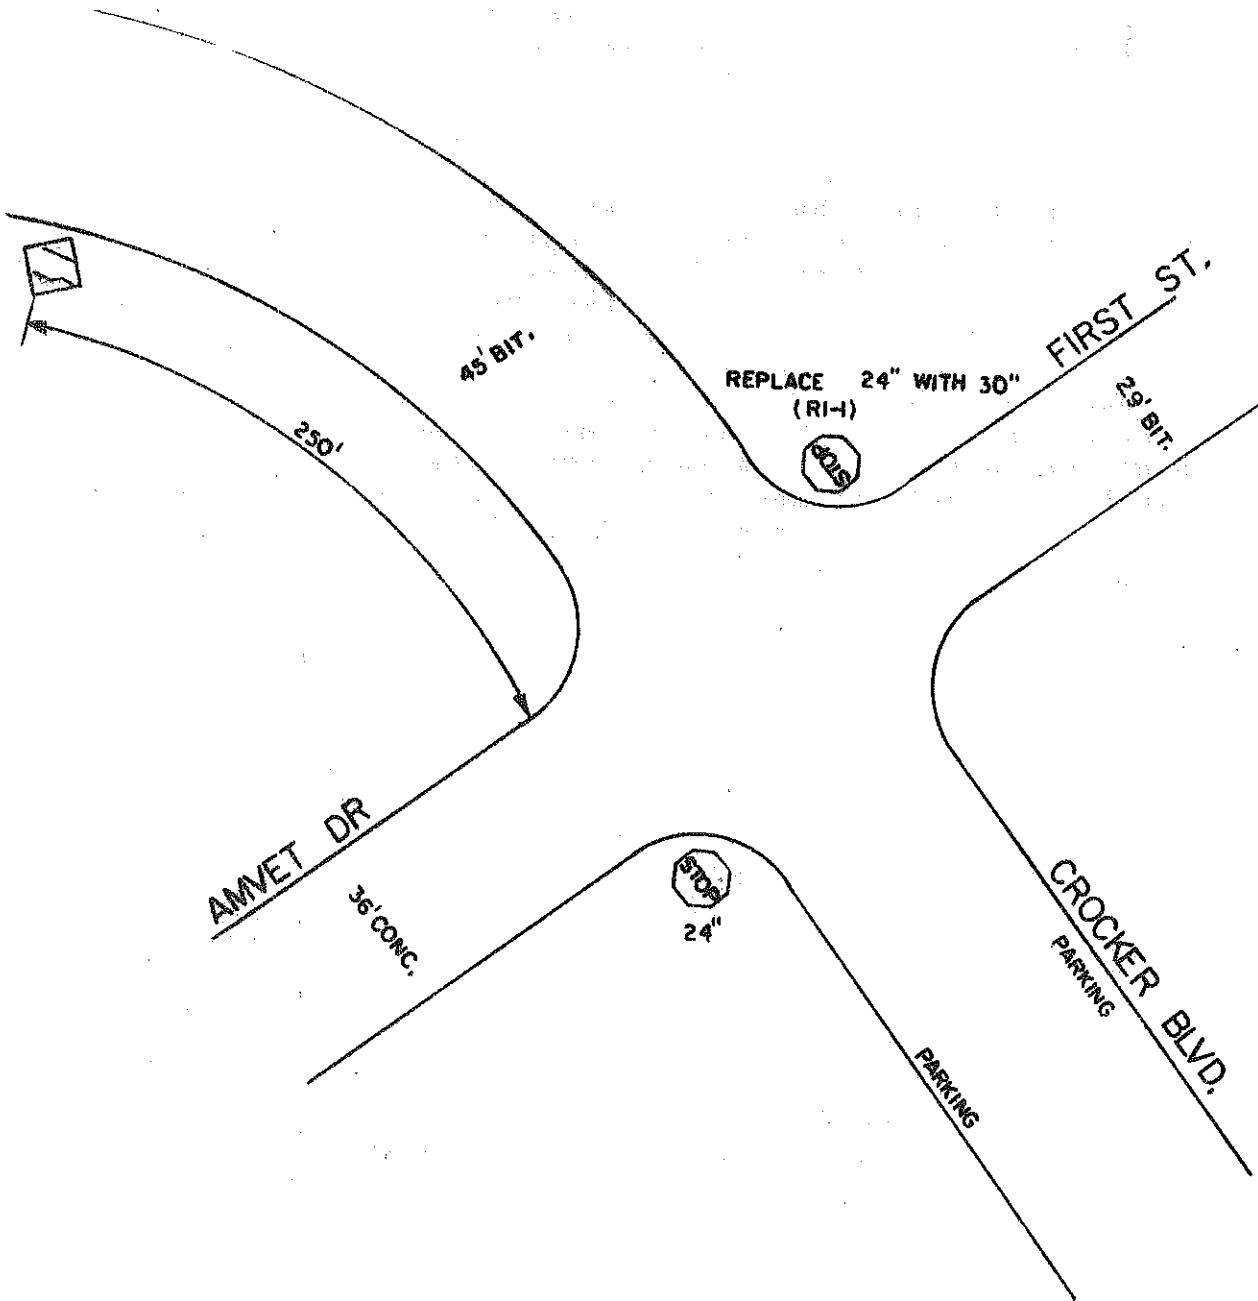 45' BIT.
250'
REPLACE 24" WITH 30"
(R1-1)
STOP
FIRST ST.
29' BIT.
AMVET DR
36' CONC.
STOP
24"
CROCKER BLVD.
PARKING
PARKING